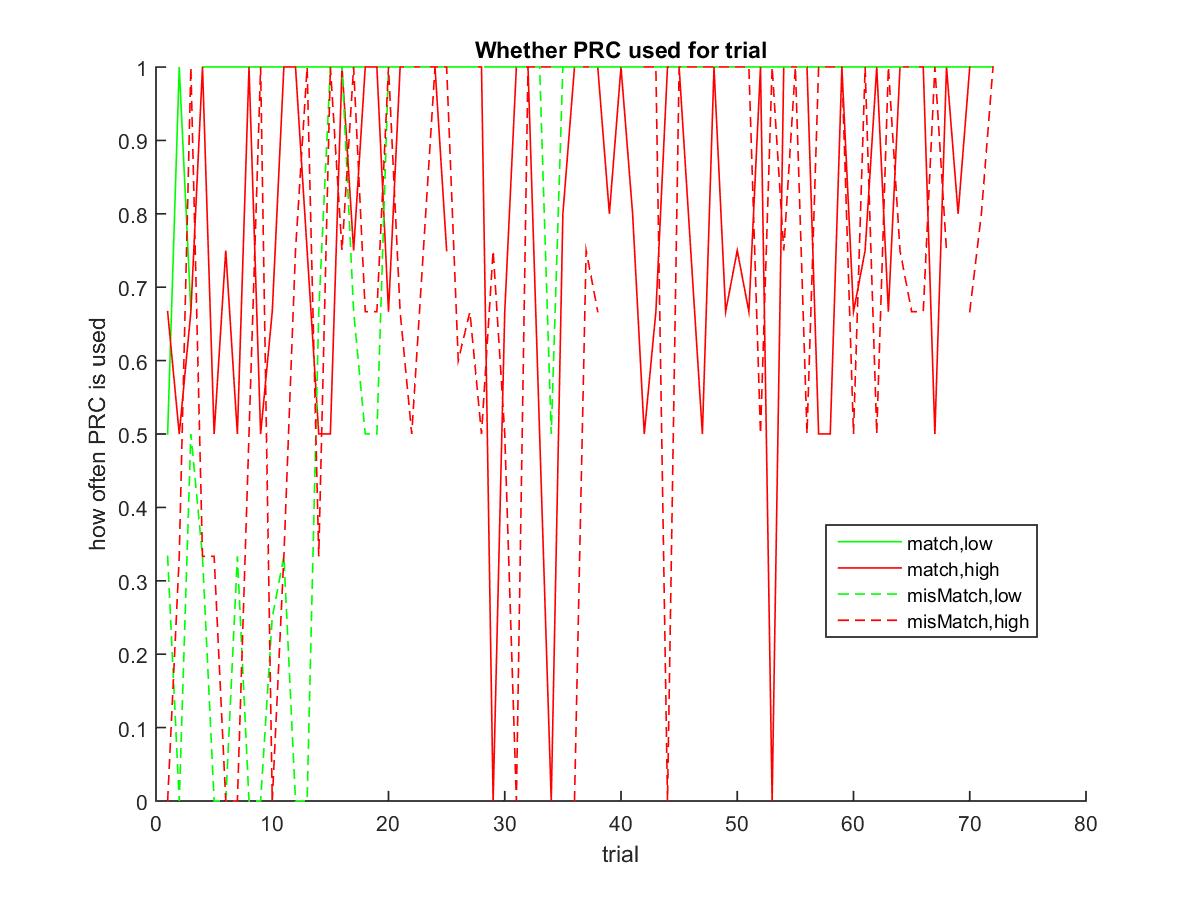 Whether PRC used for trial
1
0.9
0.8
0.7
0.6
0.5
0.4
0.3
0.2
0.1
0
how often PRC is used
match,low
match,high
misMatch,low
misMatch,high
0 10 20 30 40 50 60 70 80
trial